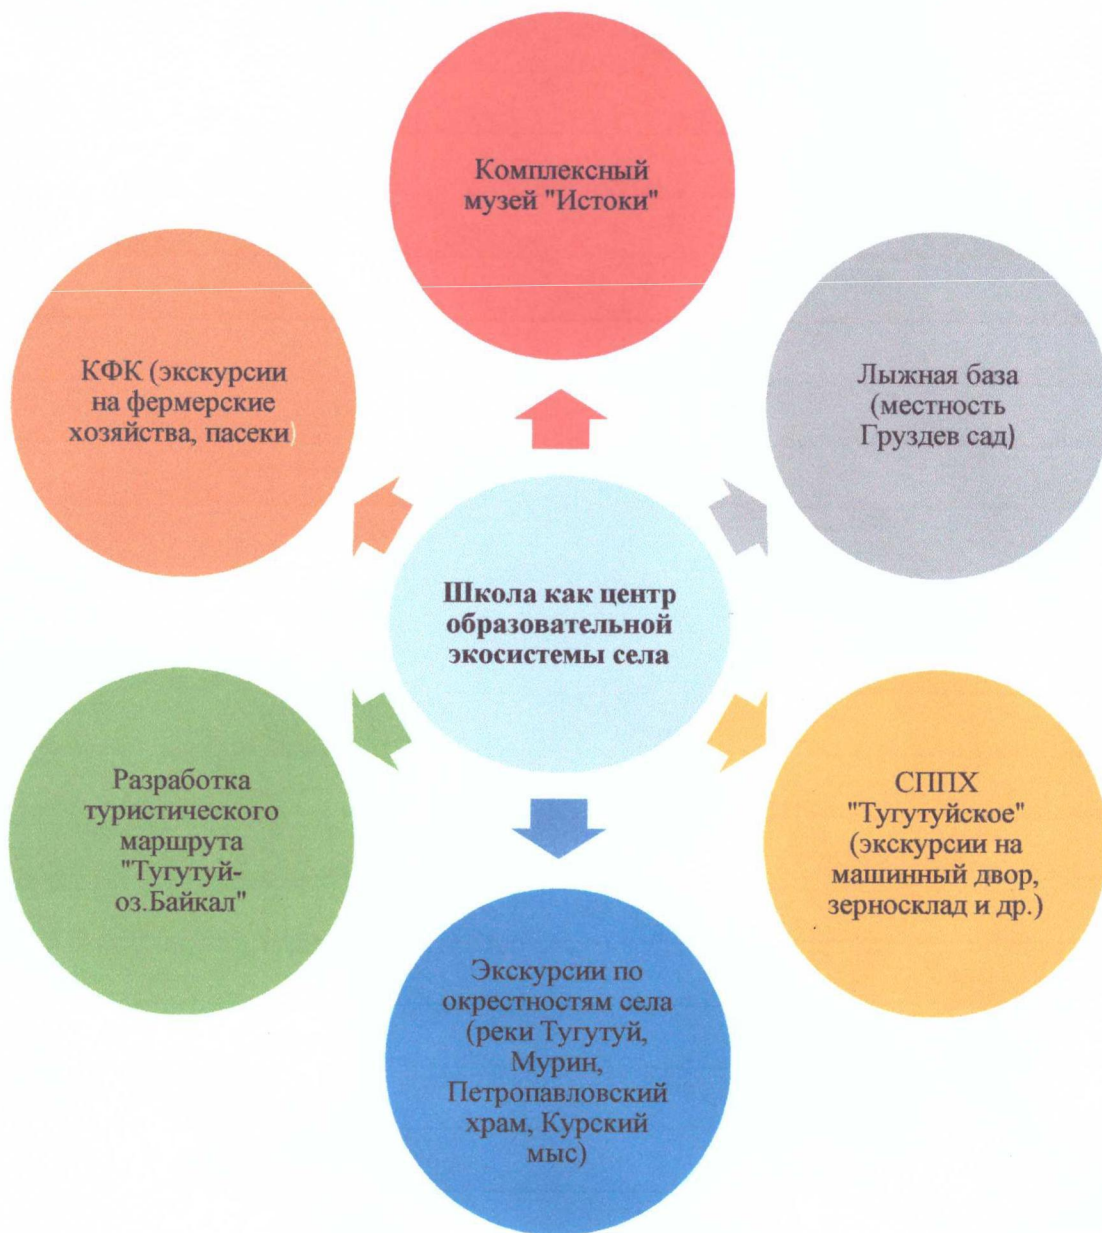 Комплексный
музей "Истоки"
КФК (экскурсии
на фермерские
хозяйства, пасеки)
Лыжная база
(местность
Груздев сад)
Школа как центр
образовательной
экосистемы села
Разработка
туристического
маршрута
"Тугутуй-
оз.Байкал"
СППХ
"Тугутуйское"
(экскурсии на
машинный двор,
зерносклад и др.)
Экскурсии по
окрестностям села
(реки Тугутуй,
Мурин,
Петропавловский
храм, Курский
мыс)